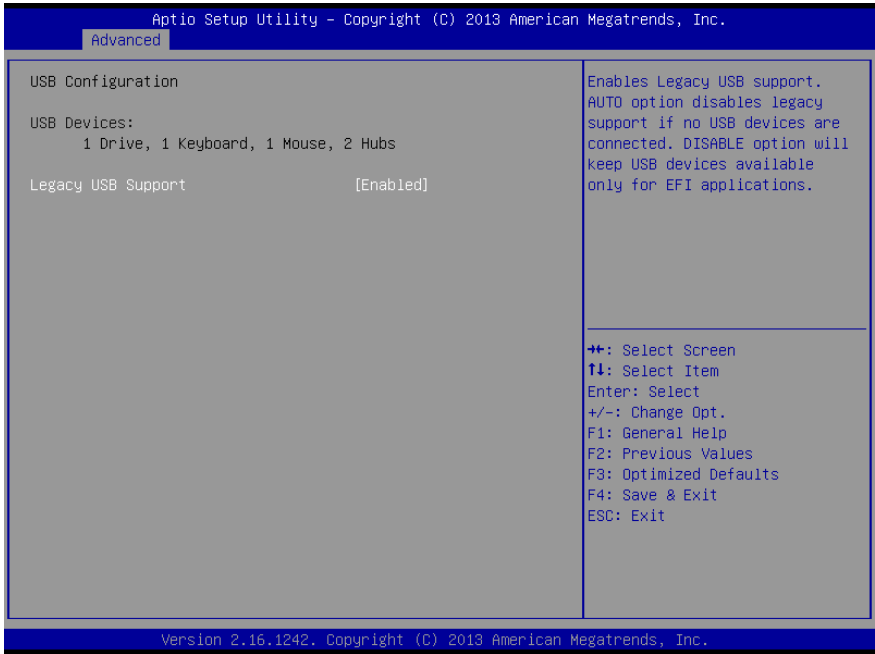 Aptio Setup Utility – Copyright (C) 2013 American Megatrends, Inc.
Advanced
USB Configuration
USB Devices:
1 Drive, 1 Keyboard, 1 Mouse, 2 Hubs
Legacy USB Support [Enabled]
Enables Legacy USB support.
AUTO option disables legacy
support if no USB devices are
connected. DISABLE option will
keep USB devices available
only for EFI applications.
→←: Select Screen
↑↓: Select Item
Enter: Select
+/-: Change Opt.
F1: General Help
F2: Previous Values
F3: Optimized Defaults
F4: Save & Exit
ESC: Exit
Version 2.16.1242. Copyright (C) 2013 American Megatrends, Inc.